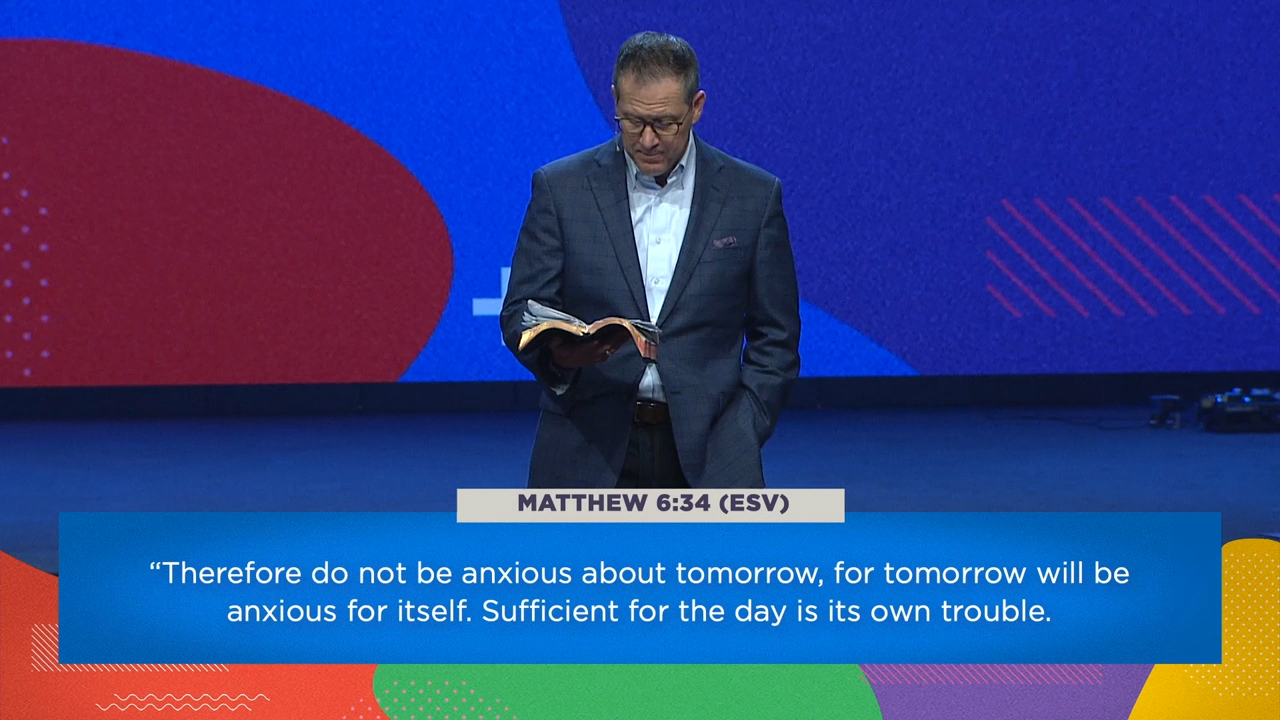 MATTHEW 6:34 (ESV)
“Therefore do not be anxious about tomorrow, for tomorrow will be
anxious for itself. Sufficient for the day is its own trouble.